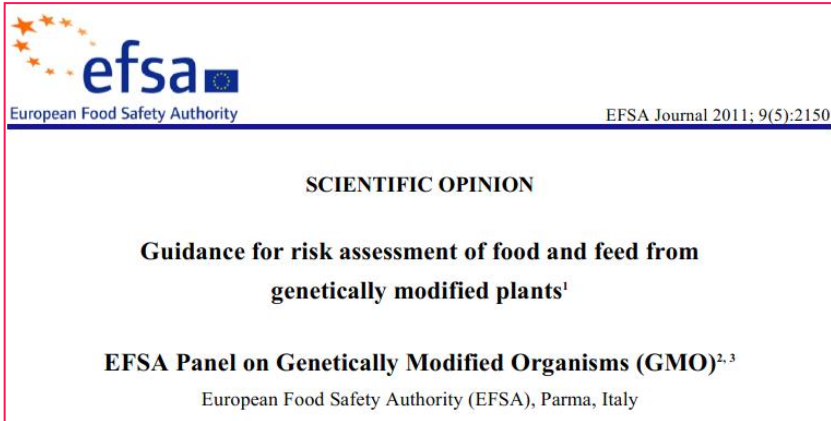 efsa
European Food Safety Authority
EFSA Journal 2011; 9(5):2150
SCIENTIFIC OPINION
Guidance for risk assessment of food and feed from
genetically modified plants¹
EFSA Panel on Genetically Modified Organisms (GMO)²,³
European Food Safety Authority (EFSA), Parma, Italy